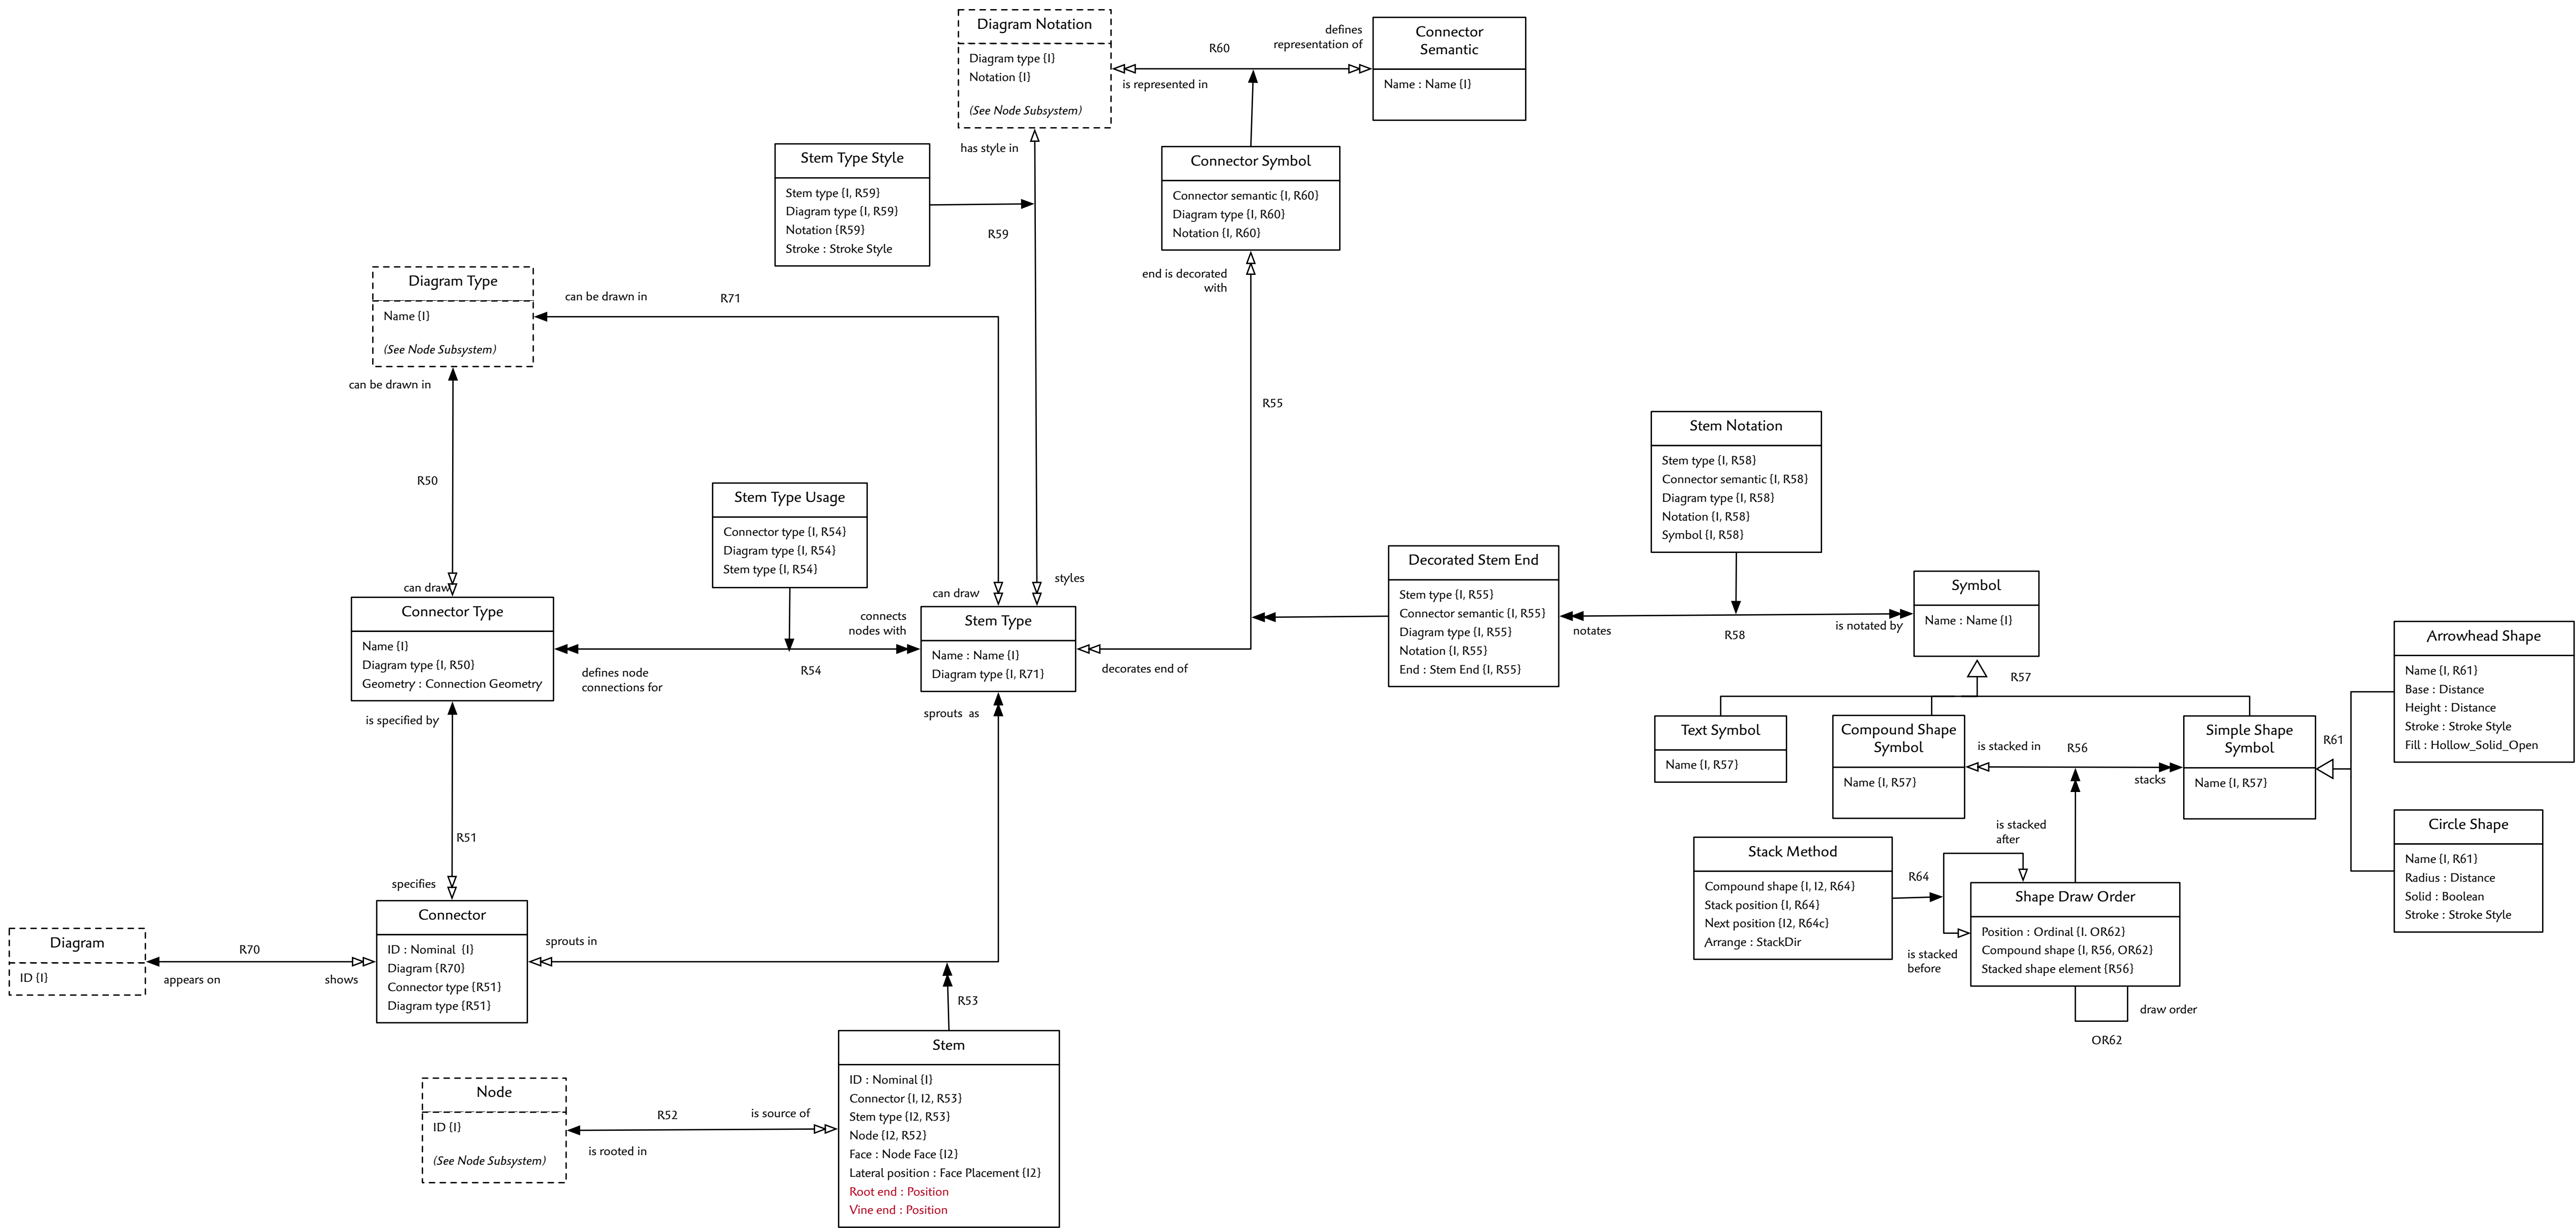 Diagram Notation
Diagram type {I}
Notation {I}
(See Node Subsystem)
R60
defines
representation of
is represented in
Connector
Semantic
Name : Name {I}
has style in
Stem Type Style
Stem type {I, R59}
Diagram type {I, R59}
Notation {R59}
Stroke : Stroke Style
R59
Connector Symbol
Connector semantic {I, R60}
Diagram type {I, R60}
Notation {I, R60}
end is decorated
with
Diagram Type
Name {I}
(See Node Subsystem)
can be drawn in
R71
can be drawn in
R50
can draw
R55
Stem Type Usage
Connector type {I, R54}
Diagram type {I, R54}
Stem type {I, R54}
styles
can draw
connects
nodes with
Connector Type
Name {I}
Diagram type {I, R50}
Geometry : Connection Geometry
defines node
connections for
R54
Stem Type
Name : Name {I}
Diagram type {I, R71}
decorates end of
Stem Notation
Stem type {I, R58}
Connector semantic {I, R58}
Diagram type {I, R58}
Notation {I, R58}
Symbol {I, R58}
Decorated Stem End
Stem type {I, R55}
Connector semantic {I, R55}
Diagram type {I, R55}
Notation {I, R55}
End : Stem End {I, R55}
notates
R58
is notated by
Symbol
Name : Name {I}
R57
Text Symbol
Name {I, R57}
Compound Shape
Symbol
Name {I, R57}
is stacked in
R56
stacks
Simple Shape
Symbol
Name {I, R57}
R61
Arrowhead Shape
Name {I, R61}
Base : Distance
Height : Distance
Stroke : Stroke Style
Fill : Hollow_Solid_Open
Circle Shape
Name {I, R61}
Radius : Distance
Solid : Boolean
Stroke : Stroke Style
is stacked
after
Stack Method
Compound shape {I, I2, R64}
Stack position {I, R64}
Next position {I2, R64c}
Arrange : StackDir
R64
is stacked
before
Shape Draw Order
Position : Ordinal {I. OR62}
Compound shape {I, R56, OR62}
Stacked shape element {R56}
draw order
OR62
is specified by
R51
specifies
sprouts  as
Diagram
ID {I}
R70
appears on
shows
Connector
ID : Nominal  {I}
Diagram {R70}
Connector type {R51}
Diagram type {R51}
sprouts in
R53
Stem
ID : Nominal {I}
Connector {I, I2, R53}
Stem type {I2, R53}
Node {I2, R52}
Face : Node Face {I2}
Lateral position : Face Placement {I2}
Root end : Position
Vine end : Position
Node
ID {I}
(See Node Subsystem)
R52
is source of
is rooted in